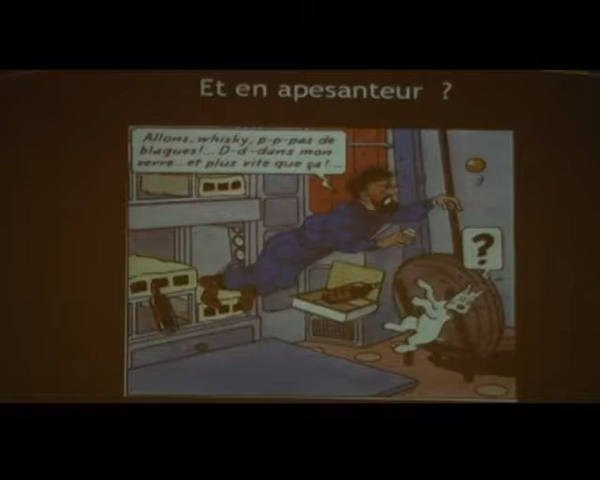 Et en apesanteur ?
Allons, whisky, p-p-pas de
blagues!... D-d-dans mon
verre...et plus vite que ça!...
?